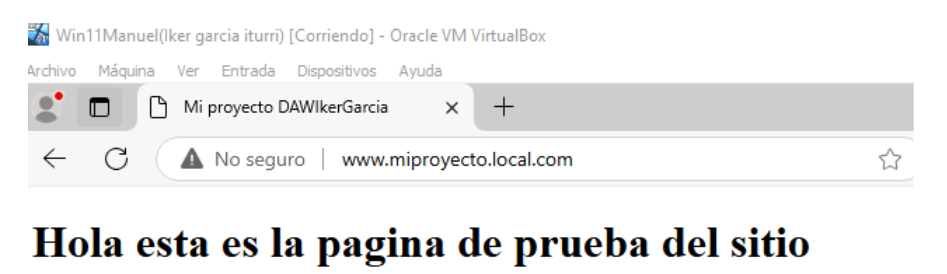 Win11Manuel(Iker garcia iturri) [Corriendo] - Oracle VM VirtualBox
Archivo Máquina Ver Entrada Dispositivos Ayuda
Mi proyecto DAWIkerGarcia
No seguro www.miproyecto.local.com
Hola esta es la pagina de prueba del sitio